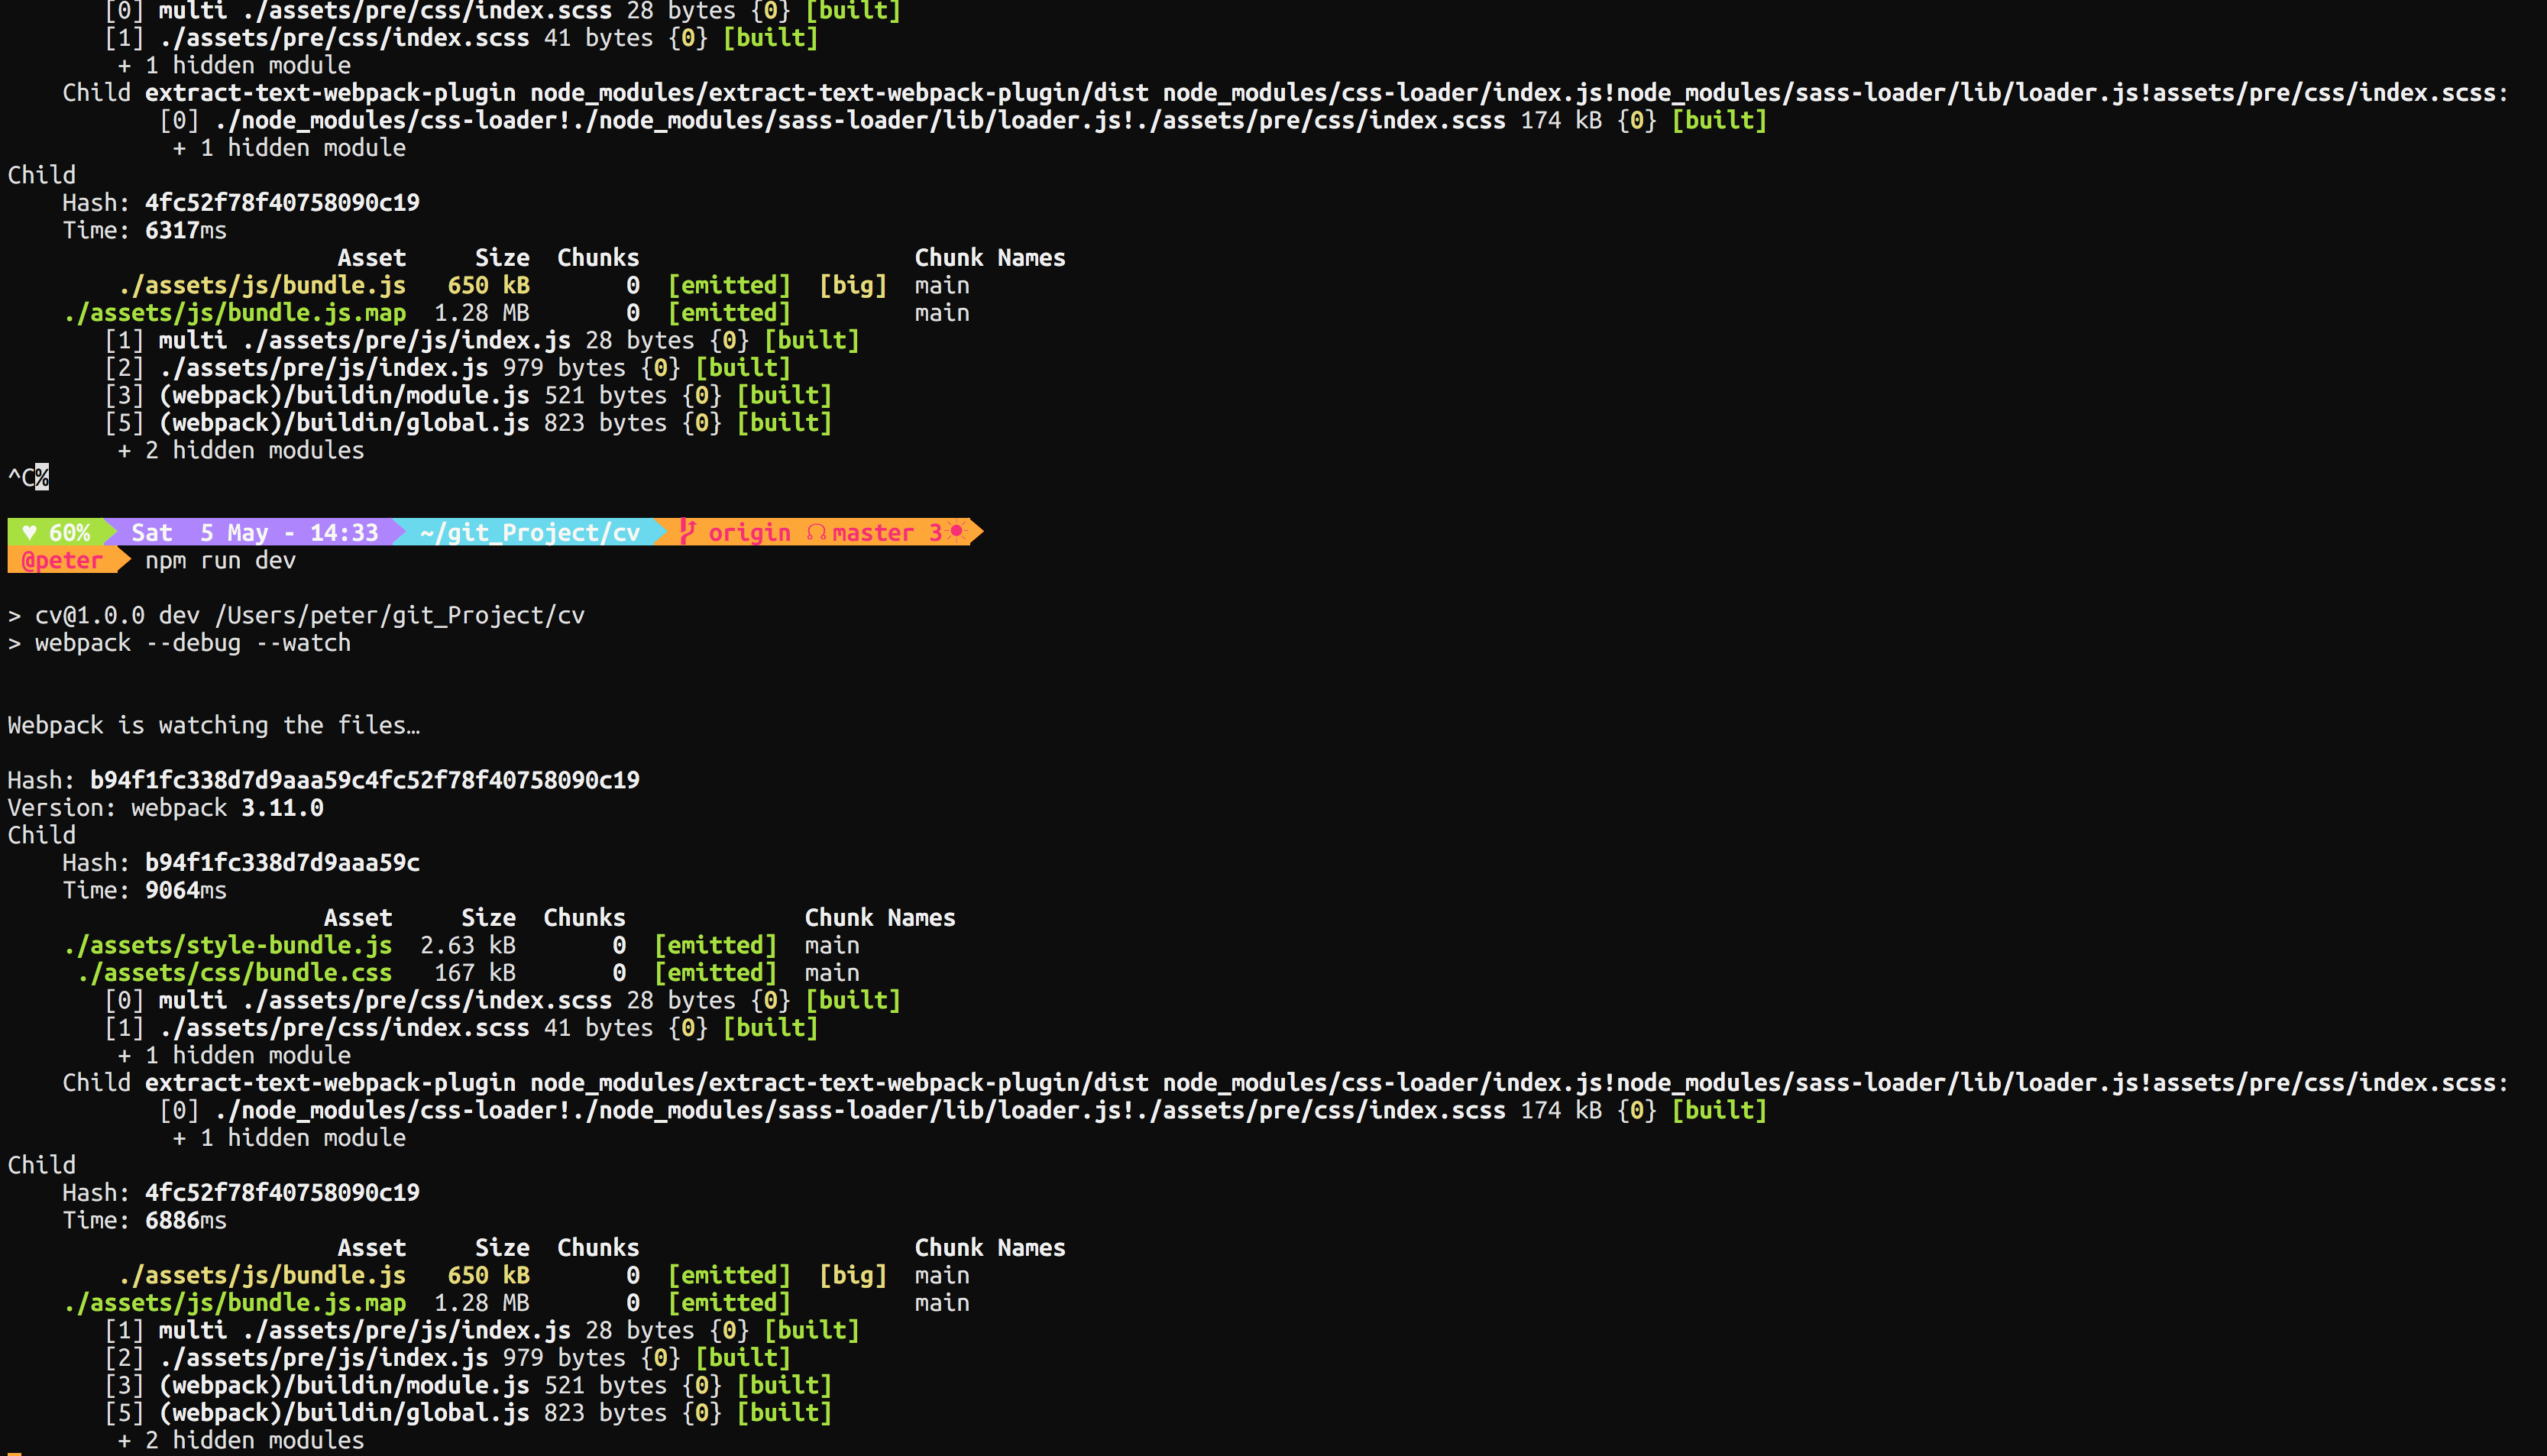 [0] multi ./assets/pre/css/index.scss 28 bytes {0} [built]
[1] ./assets/pre/css/index.scss 41 bytes {0} [built]
+ 1 hidden module
Child extract-text-webpack-plugin node_modules/extract-text-webpack-plugin/dist node_modules/css-loader/index.js!node_modules/sass-loader/lib/loader.js!assets/pre/css/index.scss:
[0] ./node_modules/css-loader!./node_modules/sass-loader/lib/loader.js!./assets/pre/css/index.scss 174 kB {0} [built]
+ 1 hidden module
Child
Hash: 4fc52f78f40758090c19
Time: 6317ms
Asset Size Chunks Chunk Names
./assets/js/bundle.js 650 kB 0 [emitted] [big] main
./assets/js/bundle.js.map 1.28 MB 0 [emitted] main
[1] multi ./assets/pre/js/index.js 28 bytes {0} [built]
[2] ./assets/pre/js/index.js 979 bytes {0} [built]
[3] (webpack)/buildin/module.js 521 bytes {0} [built]
[5] (webpack)/buildin/global.js 823 bytes {0} [built]
+ 2 hidden modules
^C%
♥ 60% Sat 5 May - 14:33 ~/git_Project/cv origin ☊ master 3☀
@peter npm run dev
> cv@1.0.0 dev /Users/peter/git_Project/cv
> webpack --debug --watch
Webpack is watching the files…
Hash: b94f1fc338d7d9aaa59c4fc52f78f40758090c19
Version: webpack 3.11.0
Child
Hash: b94f1fc338d7d9aaa59c
Time: 9064ms
Asset Size Chunks Chunk Names
./assets/style-bundle.js 2.63 kB 0 [emitted] main
./assets/css/bundle.css 167 kB 0 [emitted] main
[0] multi ./assets/pre/css/index.scss 28 bytes {0} [built]
[1] ./assets/pre/css/index.scss 41 bytes {0} [built]
+ 1 hidden module
Child extract-text-webpack-plugin node_modules/extract-text-webpack-plugin/dist node_modules/css-loader/index.js!node_modules/sass-loader/lib/loader.js!assets/pre/css/index.scss:
[0] ./node_modules/css-loader!./node_modules/sass-loader/lib/loader.js!./assets/pre/css/index.scss 174 kB {0} [built]
+ 1 hidden module
Child
Hash: 4fc52f78f40758090c19
Time: 6886ms
Asset Size Chunks Chunk Names
./assets/js/bundle.js 650 kB 0 [emitted] [big] main
./assets/js/bundle.js.map 1.28 MB 0 [emitted] main
[1] multi ./assets/pre/js/index.js 28 bytes {0} [built]
[2] ./assets/pre/js/index.js 979 bytes {0} [built]
[3] (webpack)/buildin/module.js 521 bytes {0} [built]
[5] (webpack)/buildin/global.js 823 bytes {0} [built]
+ 2 hidden modules